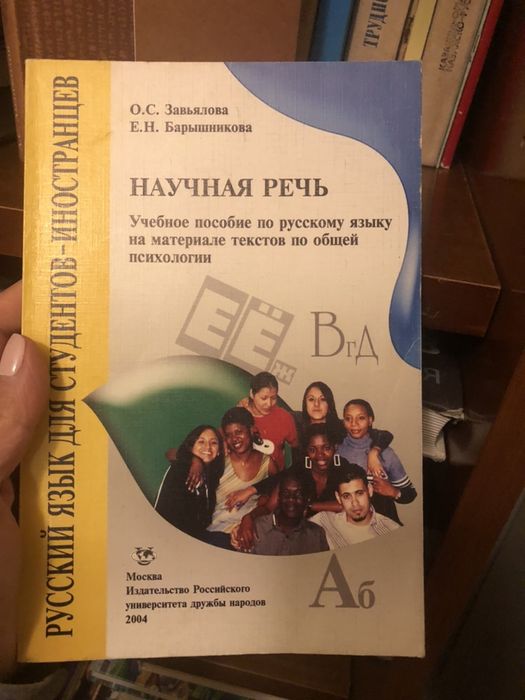 О.С. Завьялова
Е.Н. Барышникова
НАУЧНАЯ РЕЧЬ
Учебное пособие по русскому языку
на материале текстов по общей
психологии
РУССКИЙ ЯЗЫК ДЛЯ СТУДЕНТОВ-ИНОСТРАНЦЕВ
ЕЁж
ВгД
Аб
Москва
Издательство Российского
университета дружбы народов
2004